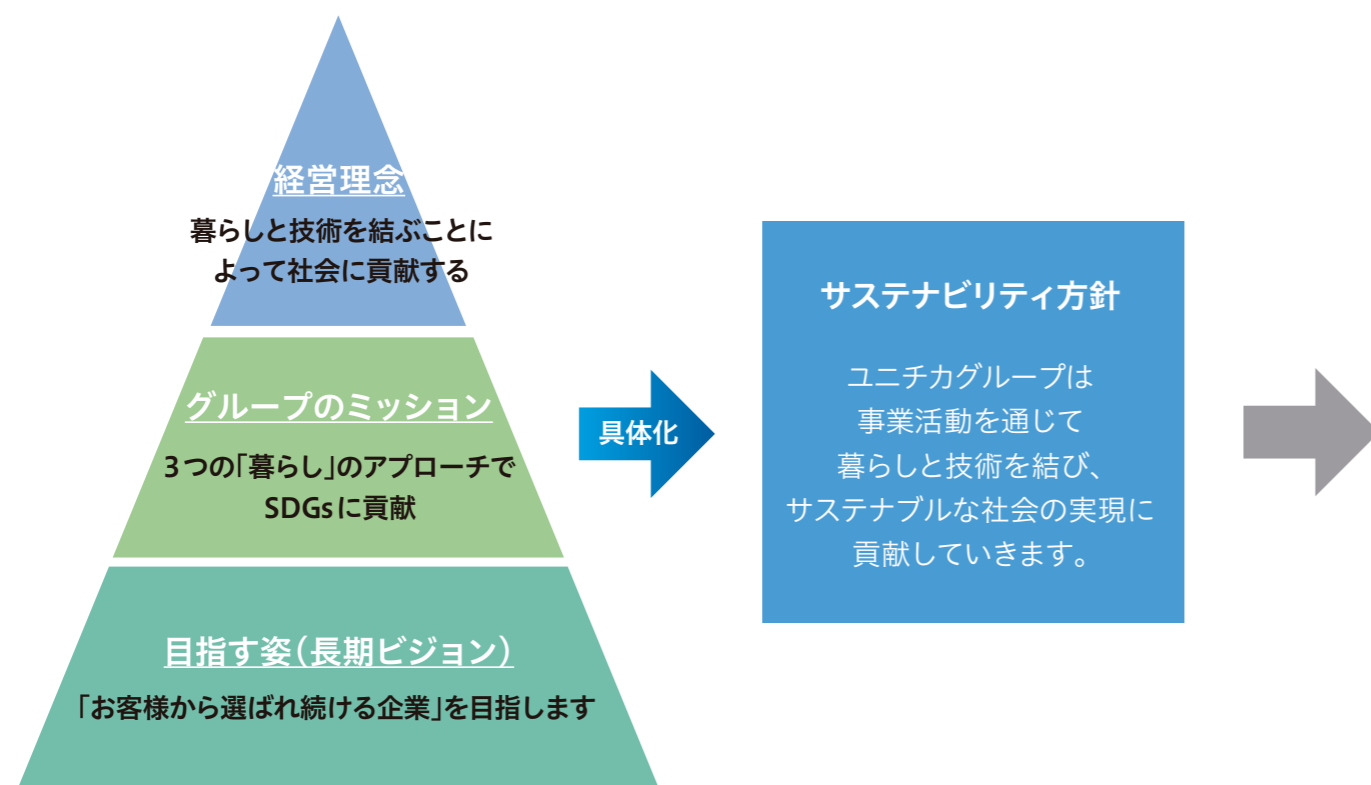 経営理念
暮らしと技術を結ぶことに
よって社会に貢献する
グループのミッション
3つの「暮らし」のアプローチで
SDGsに貢献
目指す姿(長期ビジョン)
「お客様から選ばれ続ける企業」を目指します
具体化
サステナビリティ方針
ユニチカグループは
事業活動を通じて
暮らしと技術を結び、
サステナブルな社会の実現に
貢献していきます。